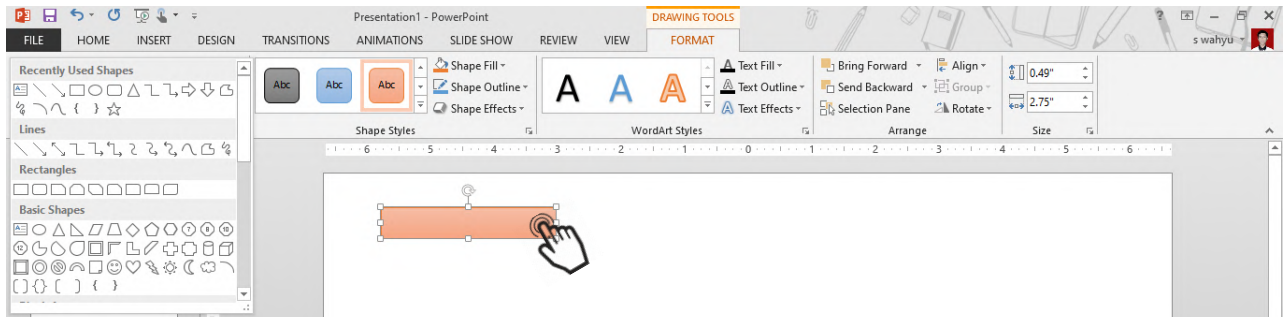 Presentation1 - PowerPoint
DRAWING TOOLS
?
FILE HOME INSERT DESIGN TRANSITIONS ANIMATIONS SLIDE SHOW REVIEW VIEW FORMAT s wahyu
Recently Used Shapes
Lines
Rectangles
Basic Shapes
Abc Abc Abc
Shape Fill
Shape Outline
Shape Effects
Shape Styles
A A A
Text Fill
Text Outline
Text Effects
WordArt Styles
Bring Forward
Send Backward
Selection Pane
Align
Group
Rotate
Arrange
0.49"
2.75"
Size
6 5 4 3 2 1 0 1 2 3 4 5 6